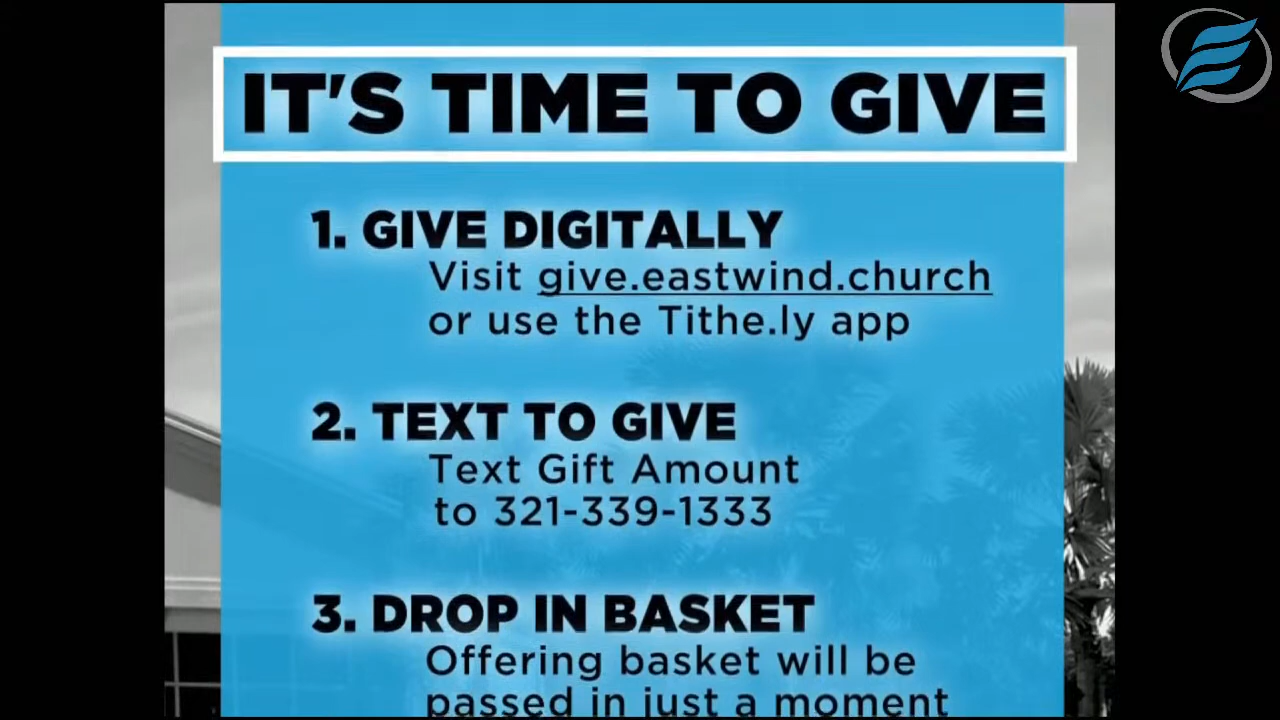 IT'S TIME TO GIVE
1. GIVE DIGITALLY
Visit give.eastwind.church
or use the Tithe.ly app
2. TEXT TO GIVE
Text Gift Amount
to 321-339-1333
3. DROP IN BASKET
Offering basket will be
passed in just a moment